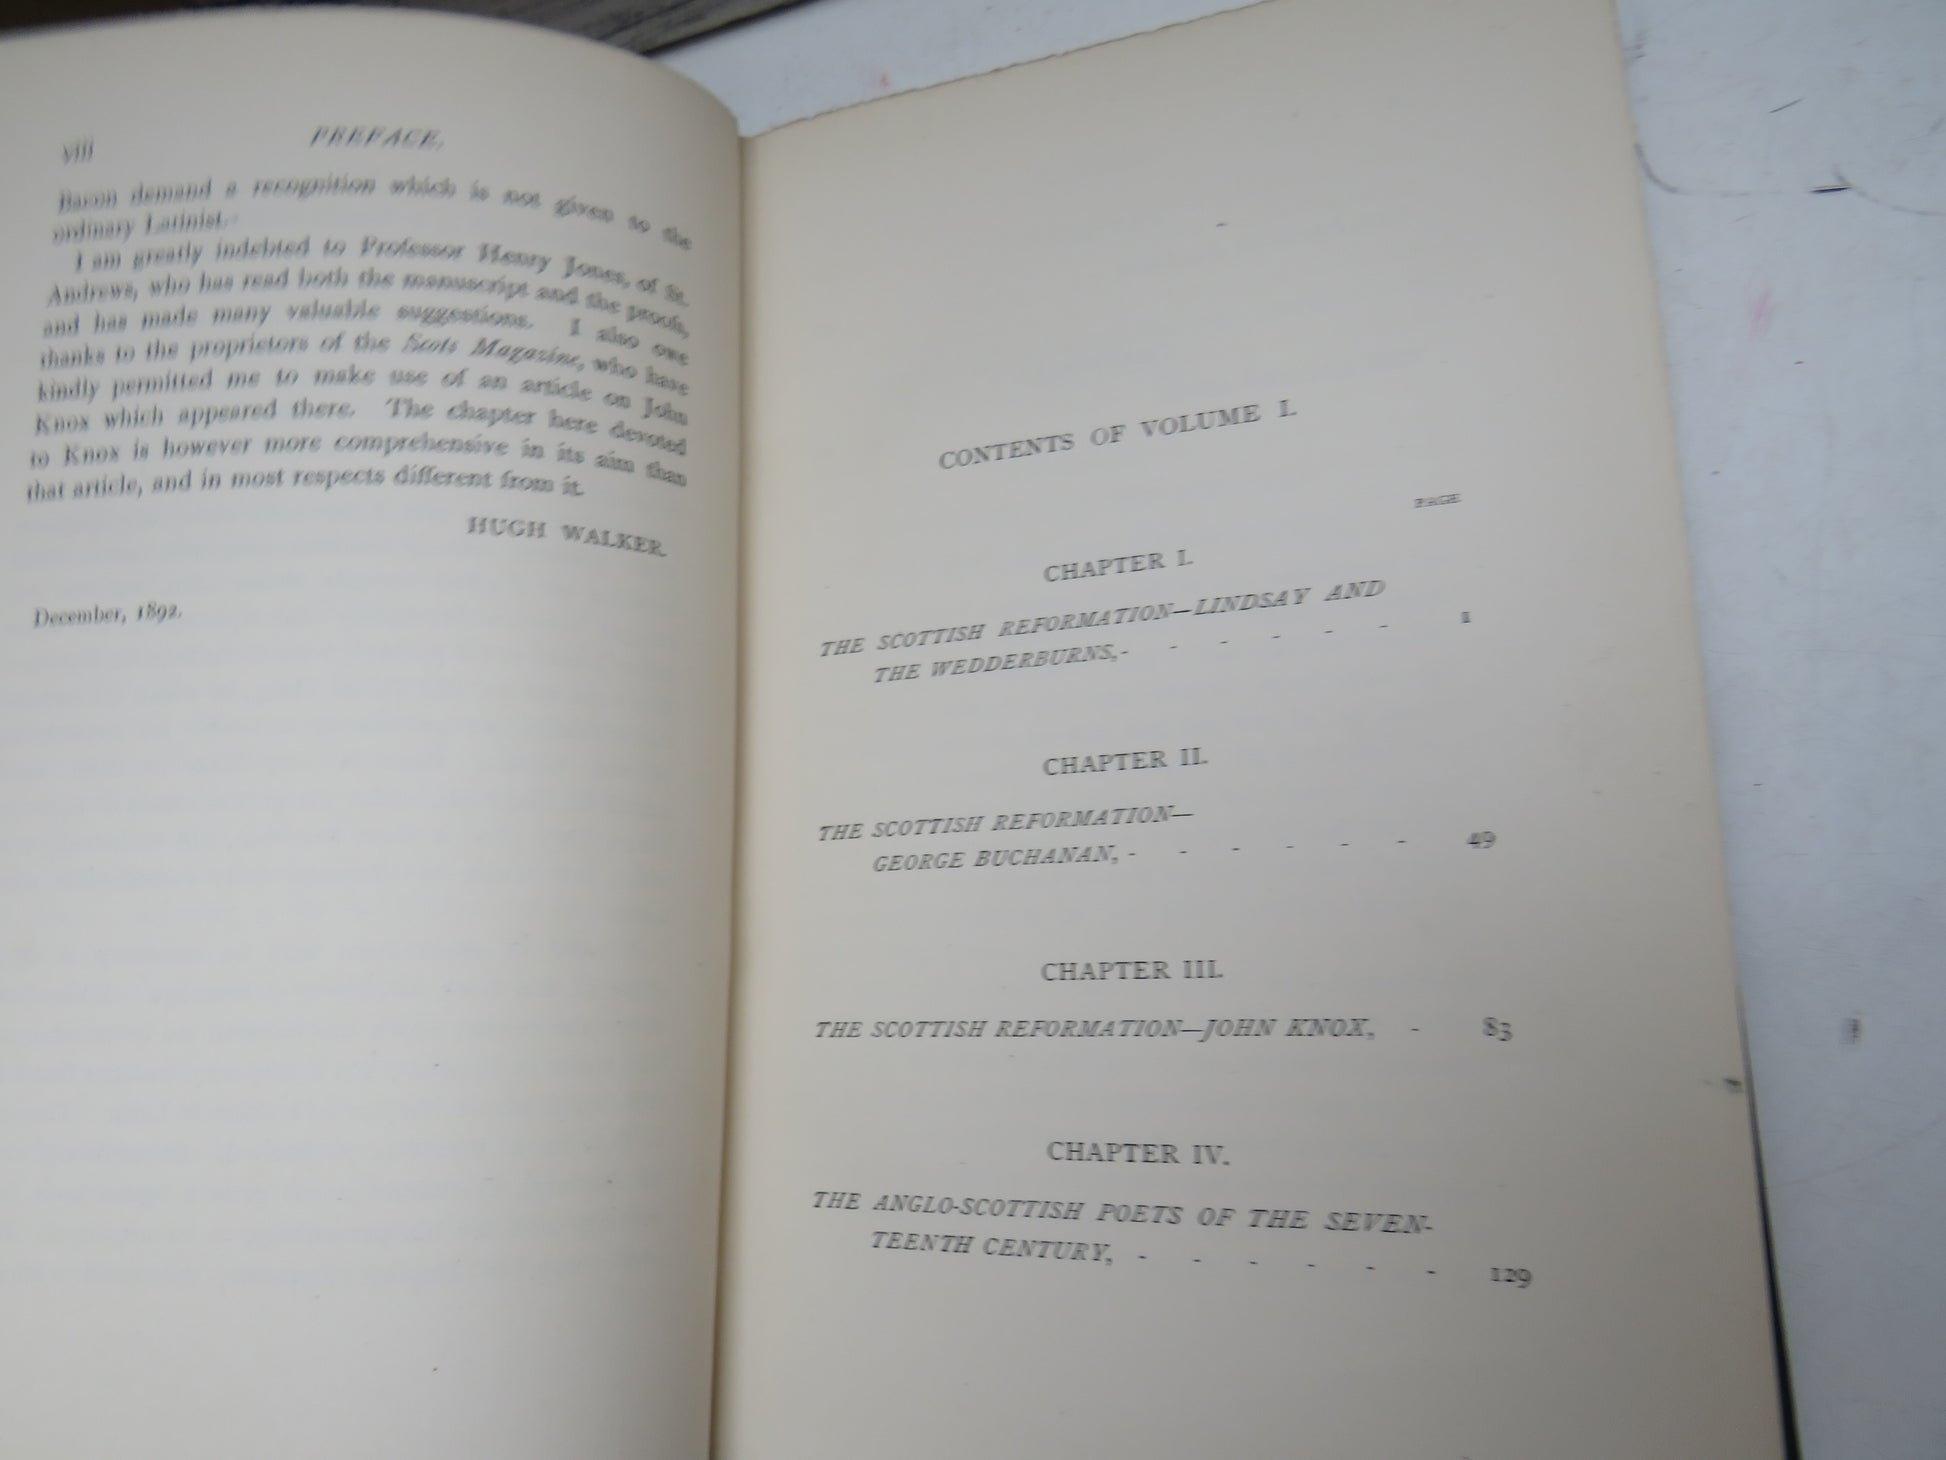 viii
PREFACE.
Bacon demand a recognition which is not given to the
ordinary Latinist.
I am greatly indebted to Professor Henry Jones, of St.
Andrews, who has read both the manuscript and the proofs,
and has made many valuable suggestions. I also owe
thanks to the proprietors of the Scots Magazine, who have
kindly permitted me to make use of an article on John
Knox which appeared there. The chapter here devoted
to Knox is however more comprehensive in its aim than
that article, and in most respects different from it.
HUGH WALKER.
December, 1892.
CONTENTS OF VOLUME I.
PAGE
CHAPTER I.
THE SCOTTISH REFORMATION—LINDSAY AND
THE WEDDERBURNS, - - - - - - 1
CHAPTER II.
THE SCOTTISH REFORMATION—
GEORGE BUCHANAN, - - - - - - 49
CHAPTER III.
THE SCOTTISH REFORMATION—JOHN KNOX, - 83
CHAPTER IV.
THE ANGLO-SCOTTISH POETS OF THE SEVEN-
TEENTH CENTURY, - - - - - - 129